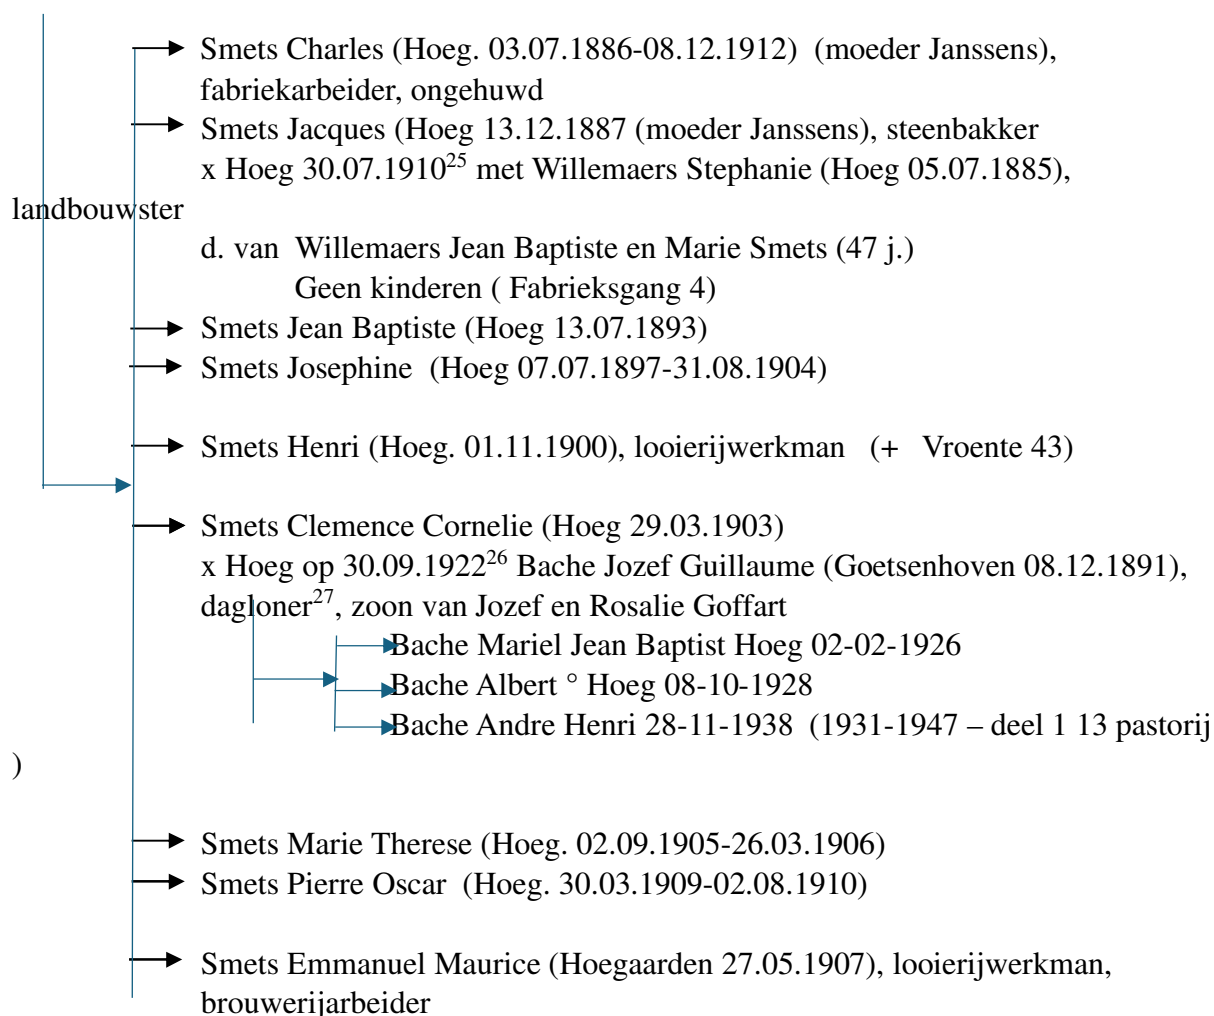 Smets Charles (Hoeg. 03.07.1886-08.12.1912) (moeder Janssens),
fabriekarbeider, ongehuwd
Smets Jacques (Hoeg 13.12.1887 (moeder Janssens), steenbakker
x Hoeg 30.07.1910²⁵ met Willemaers Stephanie (Hoeg 05.07.1885),
landbouwster
d. van Willemaers Jean Baptiste en Marie Smets (47 j.)
Geen kinderen ( Fabrieksgang 4)
Smets Jean Baptiste (Hoeg 13.07.1893)
Smets Josephine (Hoeg 07.07.1897-31.08.1904)
Smets Henri (Hoeg. 01.11.1900), looierijwerkman (+ Vroente 43)
Smets Clemence Cornelie (Hoeg 29.03.1903)
x Hoeg op 30.09.1922²⁶ Bache Jozef Guillaume (Goetsenhoven 08.12.1891),
dagloner²⁷, zoon van Jozef en Rosalie Goffart
Bache Mariel Jean Baptist Hoeg 02-02-1926
Bache Albert ° Hoeg 08-10-1928
Bache Andre Henri 28-11-1938 (1931-1947 – deel 1 13 pastorij
)
Smets Marie Therese (Hoeg. 02.09.1905-26.03.1906)
Smets Pierre Oscar (Hoeg. 30.03.1909-02.08.1910)
Smets Emmanuel Maurice (Hoegaarden 27.05.1907), looierijwerkman,
brouwerijarbeider